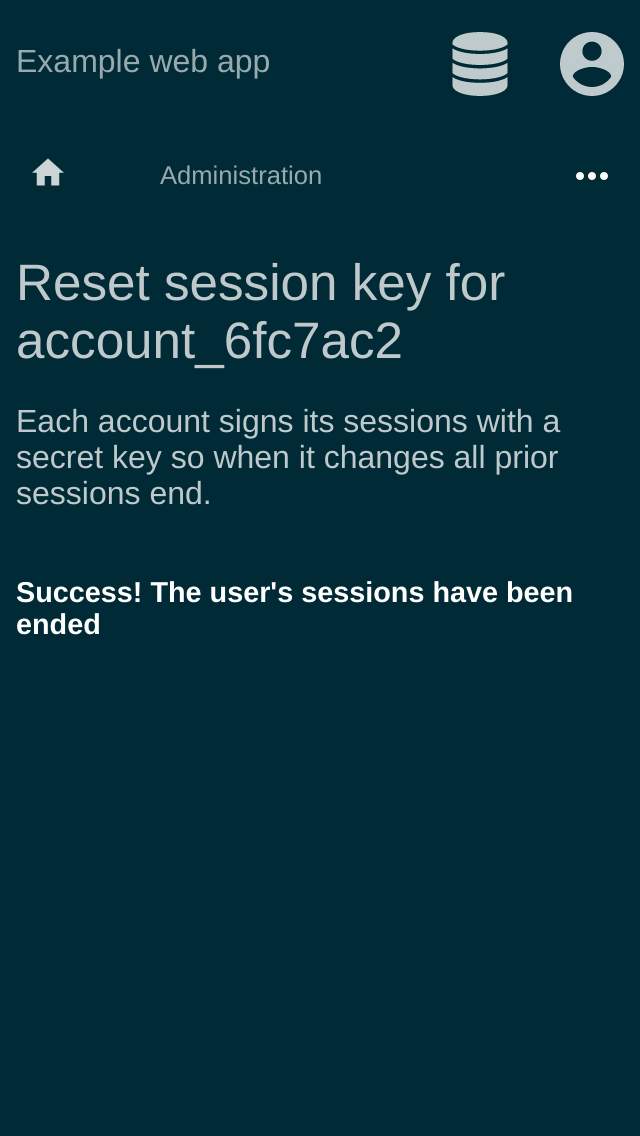 Example web app
Administration
Reset session key for
account_6fc7ac2
Each account signs its sessions with a
secret key so when it changes all prior
sessions end.
Success! The user's sessions have been
ended